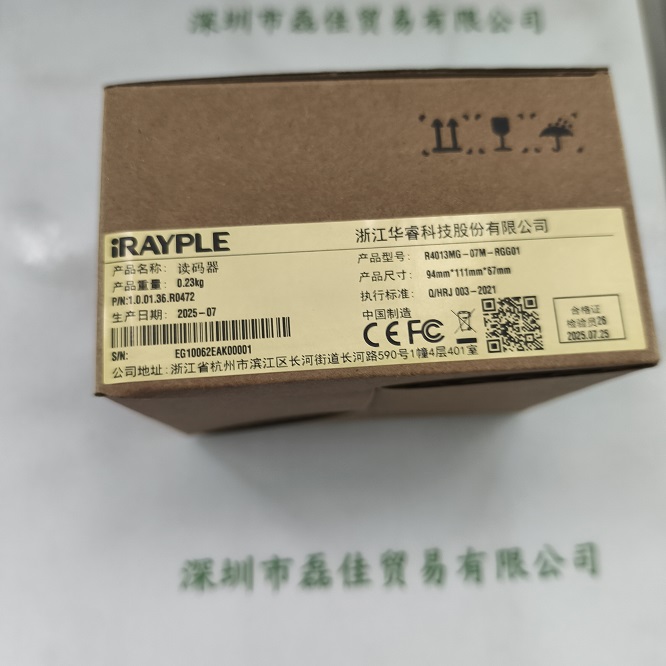 深圳市磊佳贸易有限公司
iRAYPLE
浙江华睿科技股份有限公司
产品名称: 读码器
产品型号: R4013MG-07M-RGG01
产品重量: 0.23kg
产品尺寸: 94mm*111mm*67mm
P/N:1.0.01.36.R0472
执行标准: Q/HRJ 003-2021
生产日期: 2025-07
中国制造
CE FC
合格证
检验员26
2025.07.25
S/N: EG10062EAK00001
公司地址: 浙江省杭州市滨江区长河街道长河路590号1幢4层401室
深圳市磊佳贸易有限公司